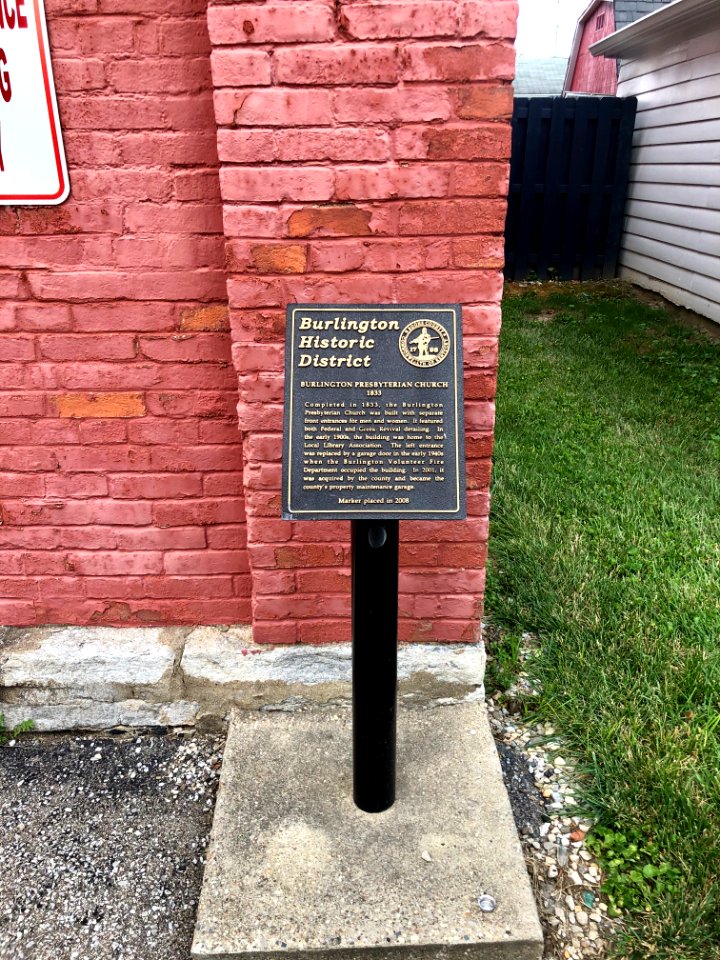 NCE
G
Burlington
Historic
District
BOONE COUNTY
1798
BURLINGTON PRESBYTERIAN CHURCH
1833
Completed in 1833, the Burlington
Presbyterian Church was built with separate
front entrances for men and women. It featured
both Federal and Greek Revival detailing. In
the early 1900s, the building was home to the
Local Library Association. The left entrance
was replaced by a garage door in the early 1940s
when the Burlington Volunteer Fire
Department occupied the building. In 2001, it
was acquired by the county and became the
county's property maintenance garage.
Marker placed in 2008